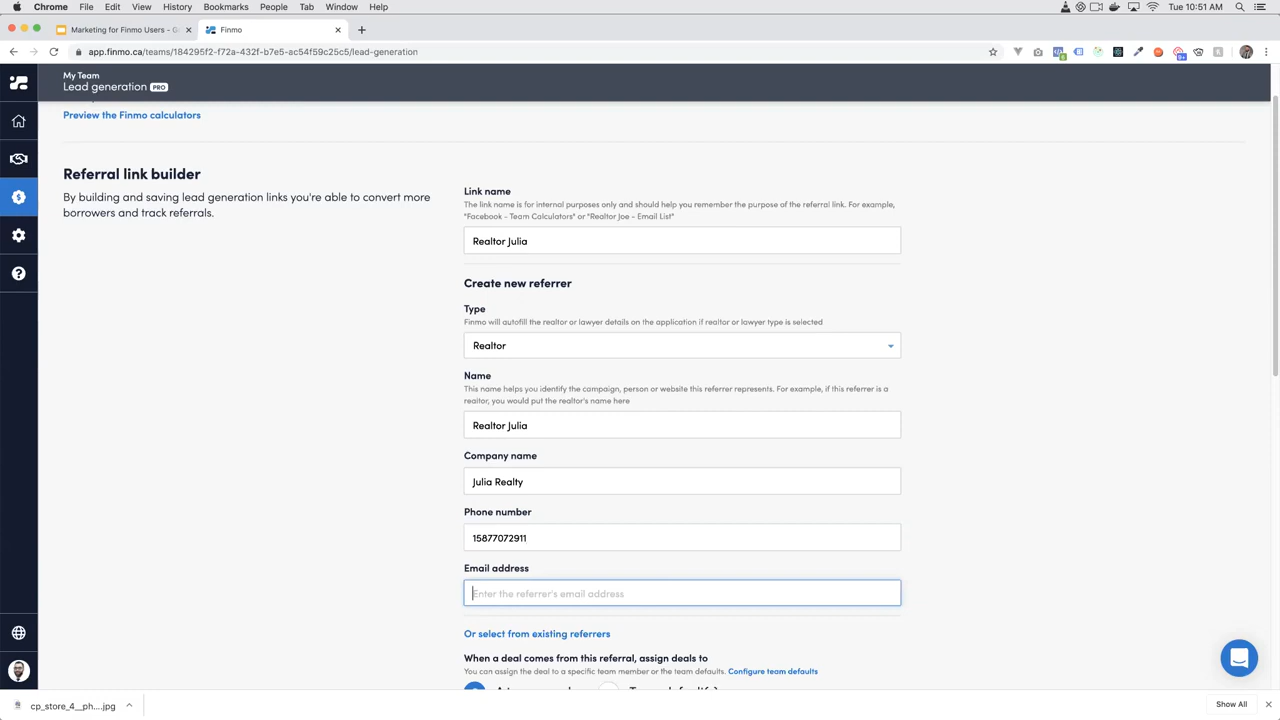 Chrome File Edit View History Bookmarks People Tab Window Help
Tue 10:51 AM
Marketing for Finmo Users - G
Finmo
app.finmo.ca/teams/184295f2-f72a-432f-b7e5-ac54f59c25c5/lead-generation
My Team
Lead generation PRO
Preview the Finmo calculators
Referral link builder
By building and saving lead generation links you're able to convert more
borrowers and track referrals.
Link name
The link name is for internal purposes only and should help you remember the purpose of the referral link. For example,
"Facebook - Team Calculators" or "Realtor Joe - Email List"
Realtor Julia
Create new referrer
Type
Finmo will autofill the realtor or lawyer details on the application if realtor or lawyer type is selected
Realtor
Name
This name helps you identify the campaign, person or website this referrer represents. For example, if this referrer is a
realtor, you would put the realtor's name here
Realtor Julia
Company name
Julia Realty
Phone number
15877072911
Email address
Enter the referrer's email address
Or select from existing referrers
When a deal comes from this referral, assign deals to
You can assign the deal to a specific team member or the team defaults. Configure team defaults
cp_store_4__ph....jpg
Show All